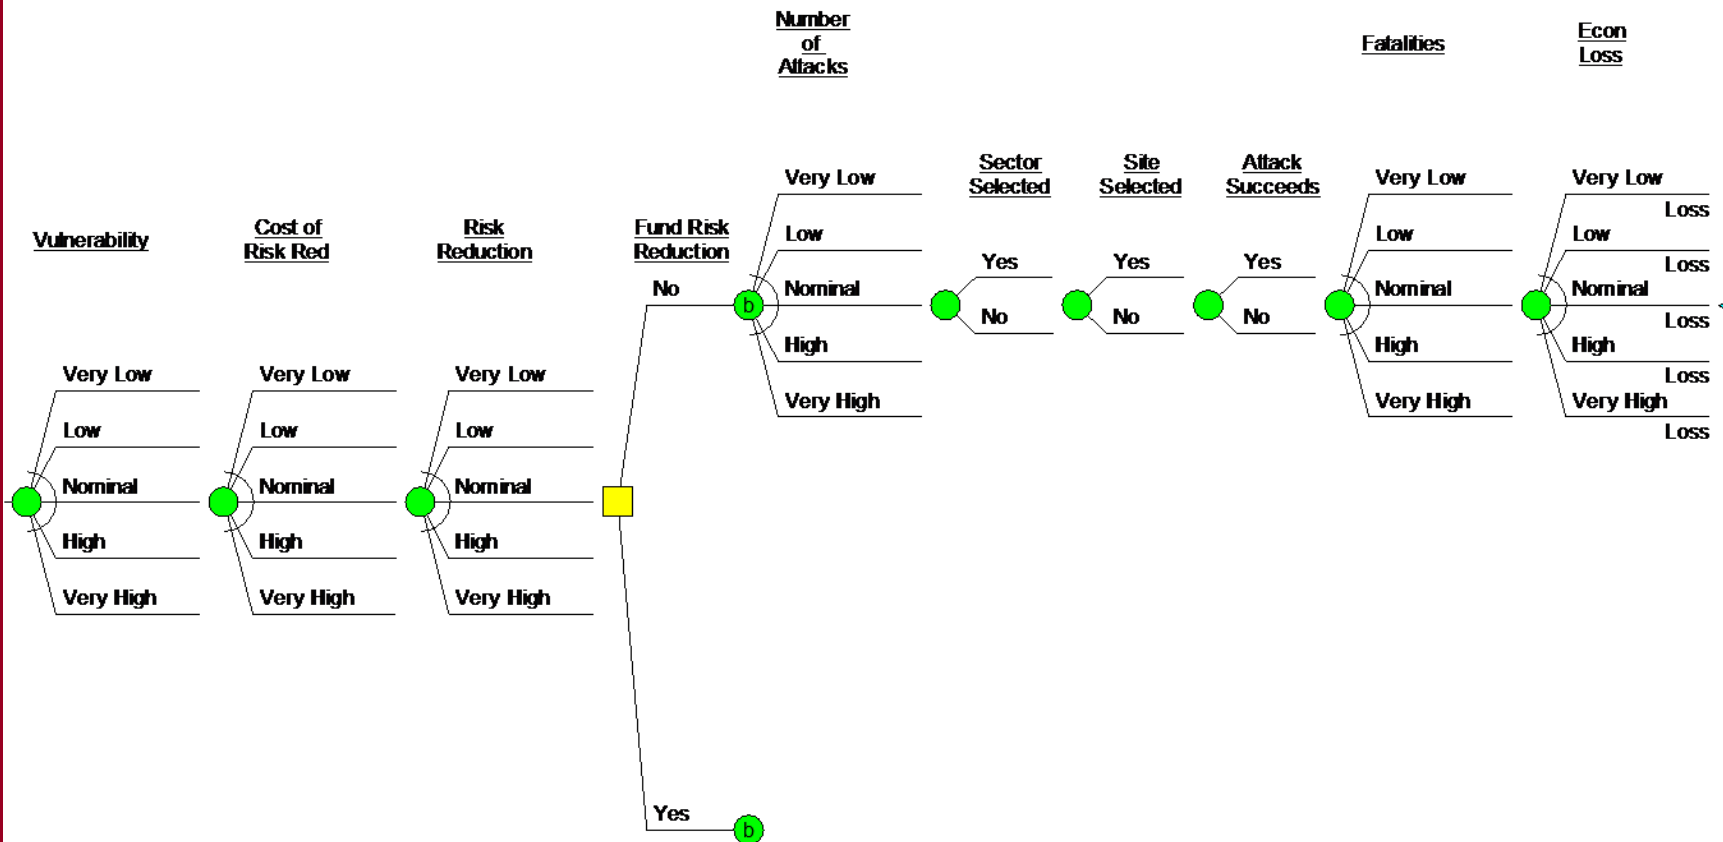 Number
of
Attacks
Fatalities
Econ
Loss
Sector
Selected
Site
Selected
Attack
Succeeds
Vulnerability
Cost of
Risk Red
Risk
Reduction
Fund Risk
Reduction
Very Low
Low
Nominal
High
Very High
Very Low
Low
Nominal
High
Very High
Very Low
Low
Nominal
High
Very High
No
Yes
b
b
Very Low
Low
Nominal
High
Very High
Yes
No
Yes
No
Yes
No
Very Low
Low
Nominal
High
Very High
Very Low
Loss
Low
Loss
Nominal
Loss
High
Loss
Very High
Loss